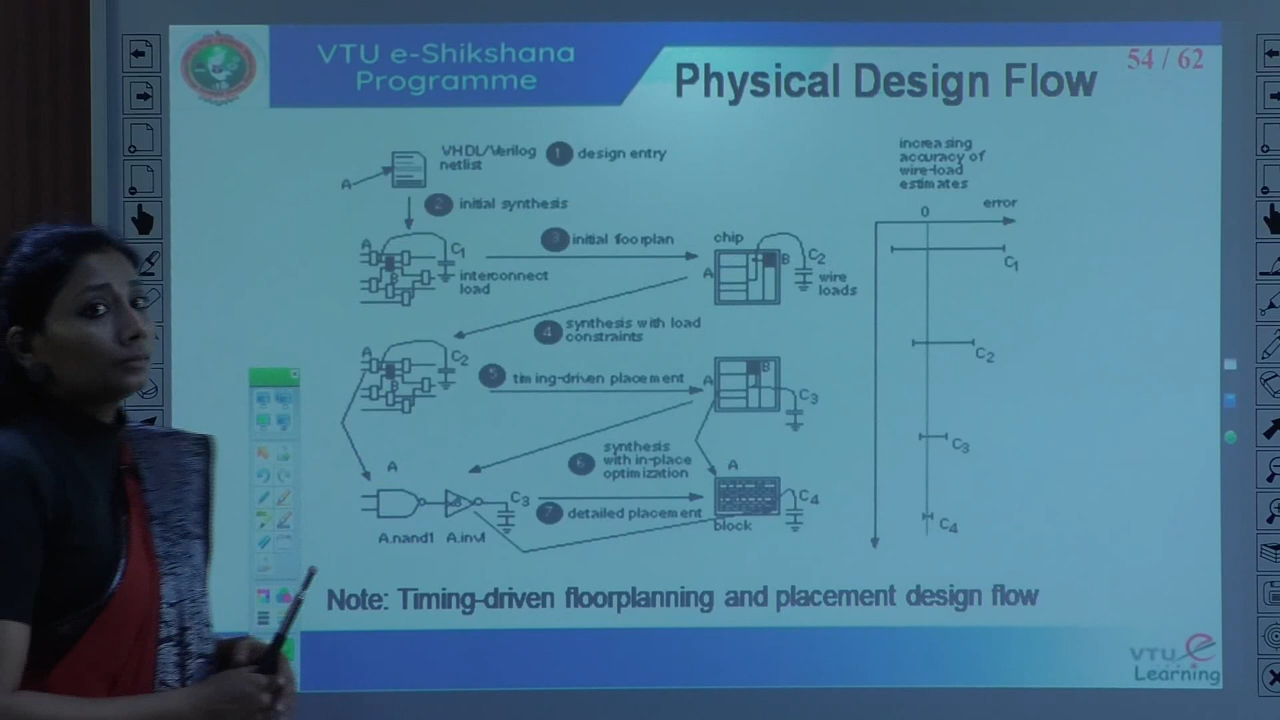 VTU e-Shikshana
Programme
Physical Design Flow
54 / 62
VHDL/Verilog
netlist
1 design entry
A
2 initial synthesis
A
B
C1
interconnect
load
3 initial floorplan
chip
A
B
C2
wire
loads
4 synthesis with load
constraints
A
B
C2
5 timing-driven placement
A
B
C3
6 synthesis
with in-place
optimization
A
B
C3
A.nand1 A.inv1
7 detailed placement
A
block
C4
increasing
accuracy of
wire-load
estimates
0
error
C1
C2
C3
C4
Note: Timing-driven floorplanning and placement design flow
VTU e
Learning